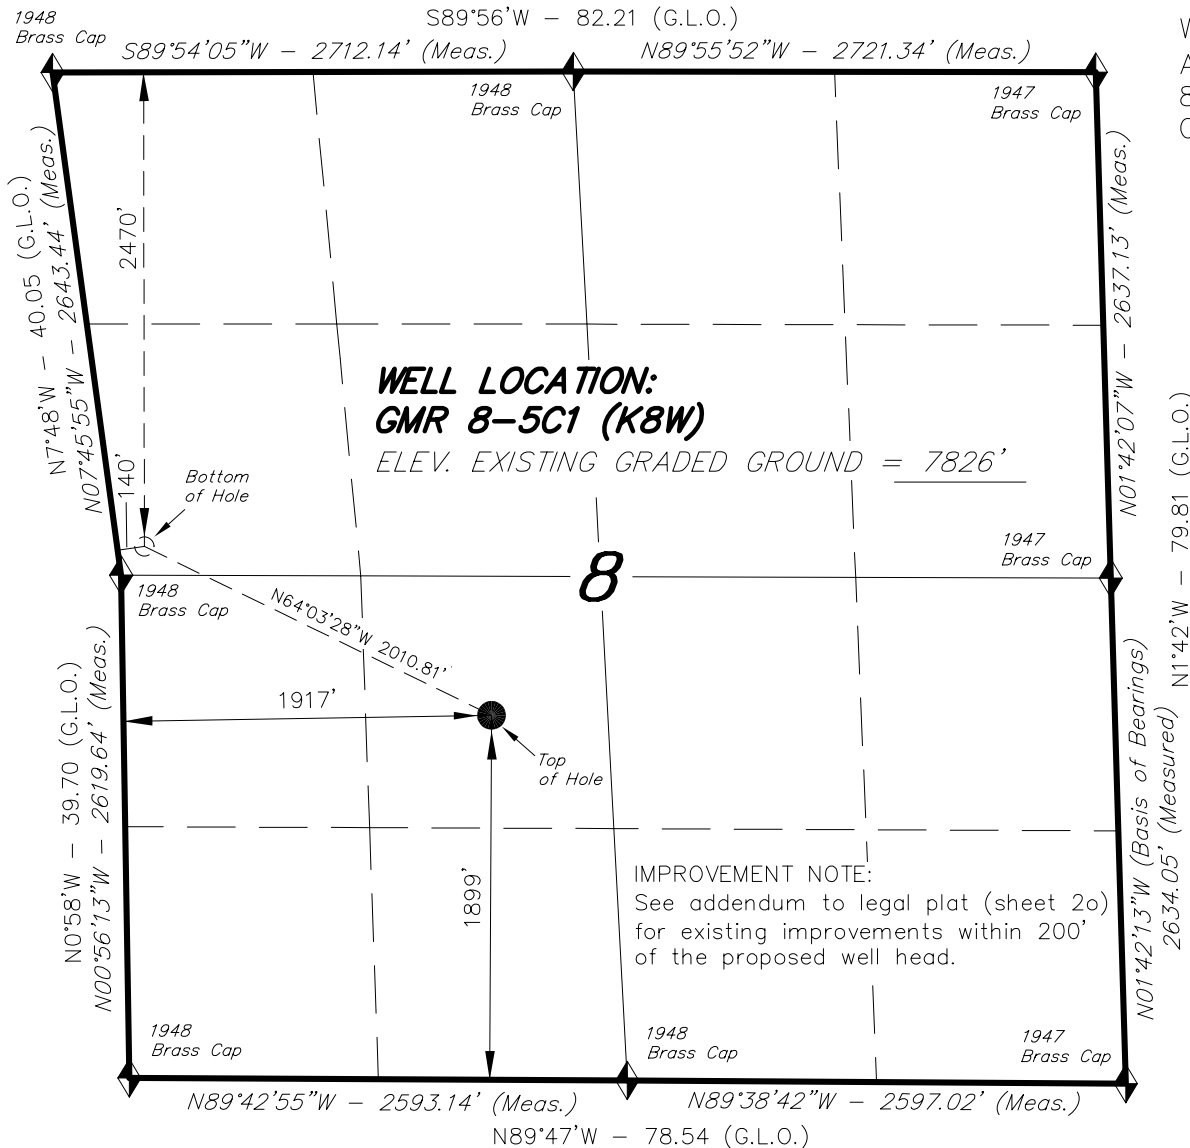 S89°56'W – 82.21 (G.L.O.)
1948
Brass Cap
S89°54'05"W – 2712.14' (Meas.)
N89°55'52"W – 2721.34' (Meas.)
1948
Brass Cap
1947
Brass Cap
W
A
8
N7°48'W – 40.05 (G.L.O.)
N07°45'55"W – 2643.44' (Meas.)
2470'
140'
Bottom
of Hole
WELL LOCATION:
GMR 8–5C1 (K8W)
ELEV. EXISTING GRADED GROUND = 7826'
N01°42'07"W – 2637.13' (Meas.)
N1°42'W – 79.81 (G.L.O.)
1948
Brass Cap
8
1947
Brass Cap
N64°03'28"W 2010.81'
1917'
Top
of Hole
1899'
N0°58'W – 39.70 (G.L.O.)
N00°56'13"W – 2619.64' (Meas.)
IMPROVEMENT NOTE:
See addendum to legal plat (sheet 2o)
for existing improvements within 200'
of the proposed well head.
N01°42'13"W (Basis of Bearings)
2634.05' (Measured)
1948
Brass Cap
1948
Brass Cap
1947
Brass Cap
N89°42'55"W – 2593.14' (Meas.)
N89°38'42"W – 2597.02' (Meas.)
N89°47'W – 78.54 (G.L.O.)